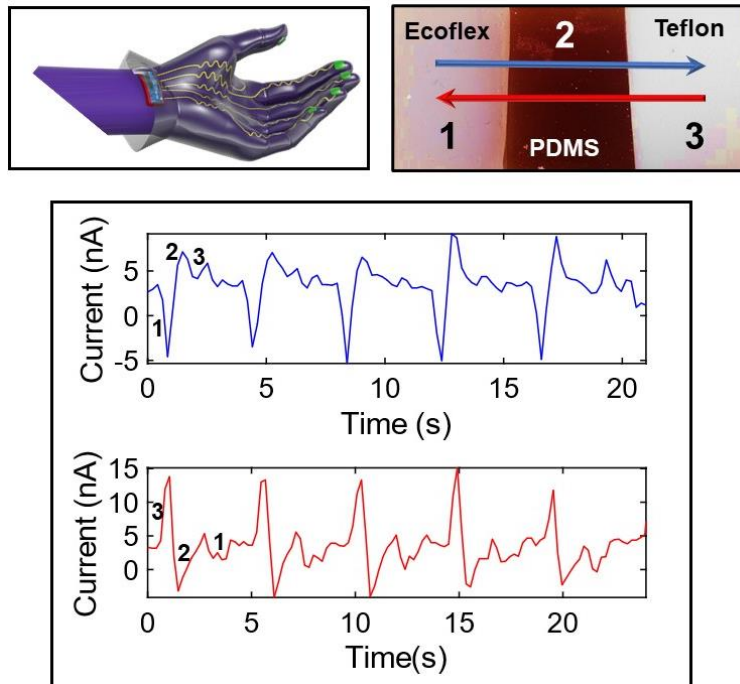 Ecoflex 2 Teflon
1 PDMS 3
Current (nA)
5
0
-5
2 3
1
0 5 10 15 20
Time (s)
Current (nA)
15
10
5
0
3
2 1
0 5 10 15 20
Time(s)